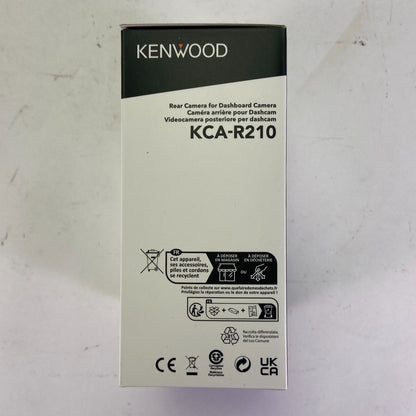 KENWOOD
Rear Camera for Dashboard Camera
Caméra arrière pour Dashcam
Videocamera posteriore per dashcam
KCA-R210
FR
Cet appareil,
ses accessoires,
piles et cordons
se recyclent
À DÉPOSER
EN MAGASIN
OU
À DÉPOSER
EN DÉCHÈTERIE
Points de collecte sur www.quefairedemesdechets.fr
Privilégiez la réparation ou le don de votre appareil !
FR
Raccolta differenziata.
Verifica le disposizioni
del tuo Comune
CE
UK
CA